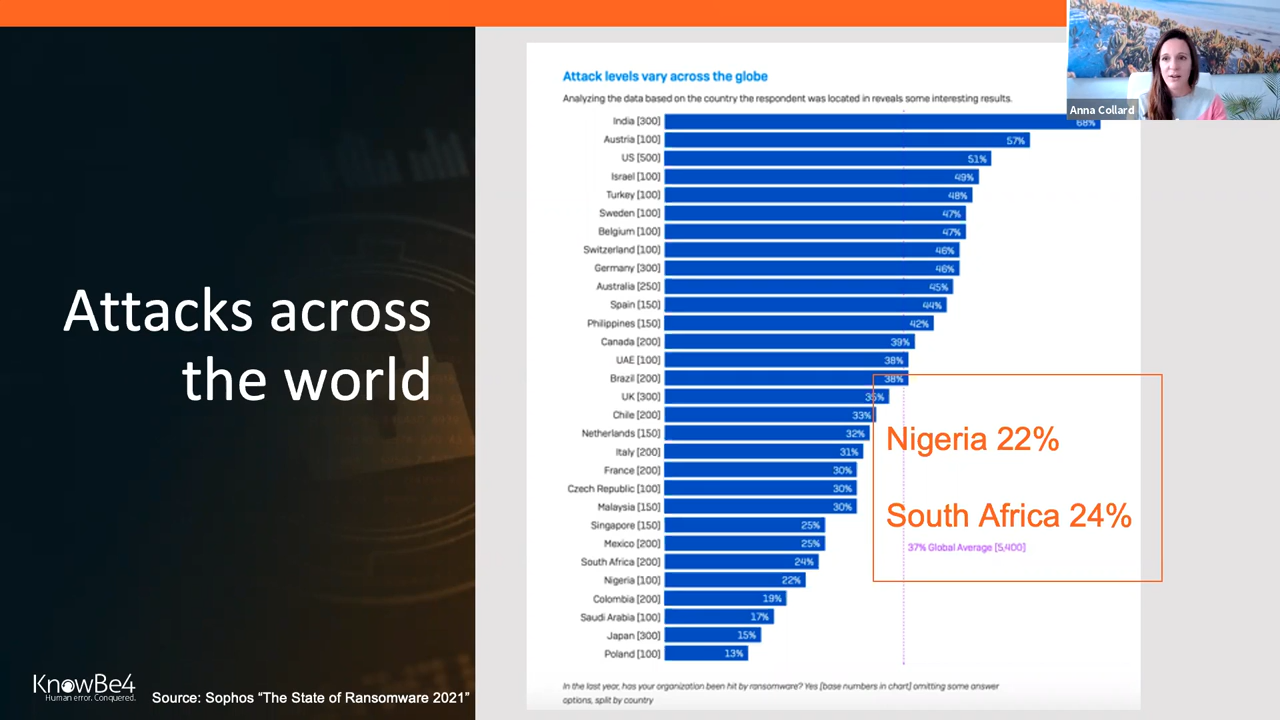 Attacks across
the world
KnowBe4
Human error. Conquered.
Source: Sophos “The State of Ransomware 2021”
Attack levels vary across the globe
Analyzing the data based on the country the respondent was located in reveals some interesting results.
India [300] 68%
Austria [100] 57%
US [500] 51%
Israel [100] 49%
Turkey [100] 48%
Sweden [100] 47%
Belgium [100] 47%
Switzerland [100] 46%
Germany [300] 46%
Australia [250] 45%
Spain [150] 44%
Philippines [150] 42%
Canada [200] 39%
UAE [100] 38%
Brazil [200] 38%
UK [300] 35%
Chile [200] 33%
Netherlands [150] 32%
Italy [200] 31%
France [200] 30%
Czech Republic [100] 30%
Malaysia [150] 30%
Singapore [150] 25%
Mexico [200] 25%
South Africa [200] 24%
Nigeria [100] 22%
Colombia [200] 19%
Saudi Arabia [100] 17%
Japan [300] 15%
Poland [100] 13%
Nigeria 22%
South Africa 24%
37% Global Average [5,400]
In the last year, has your organization been hit by ransomware? Yes [base numbers in chart] omitting some answer
options, split by country
Anna Collard